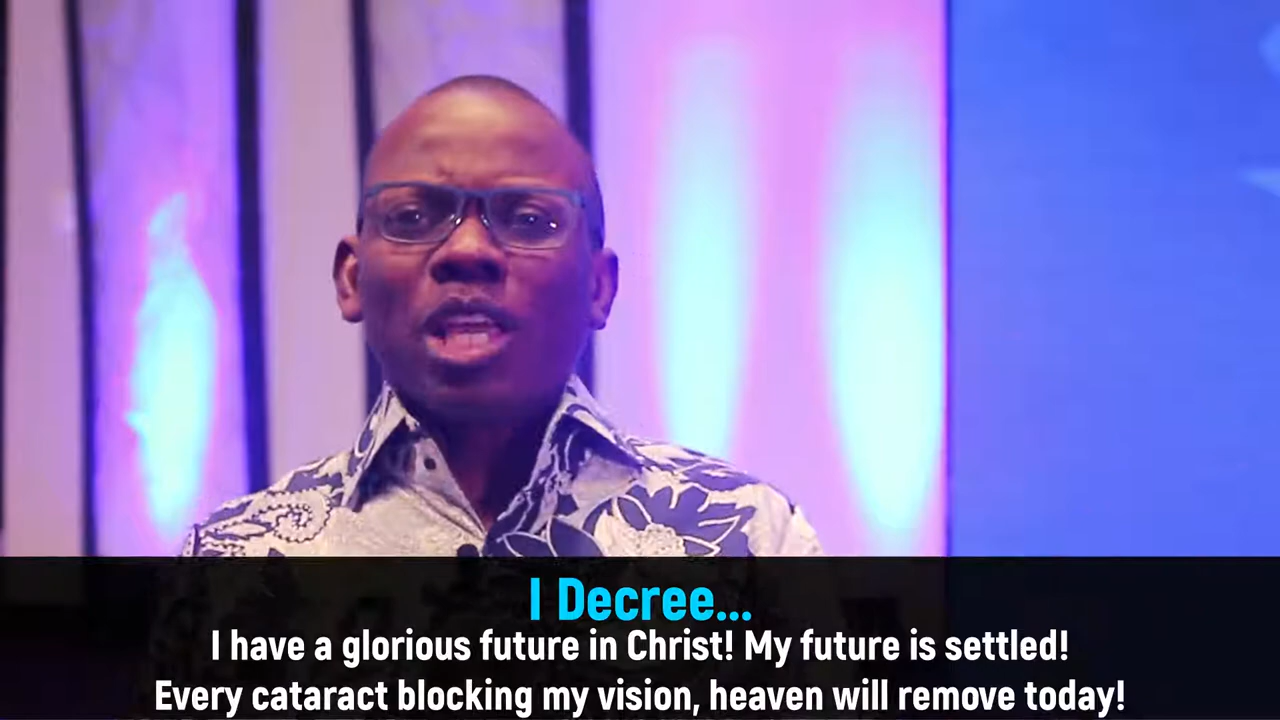 I Decree...
I have a glorious future in Christ! My future is settled!
Every cataract blocking my vision, heaven will remove today!